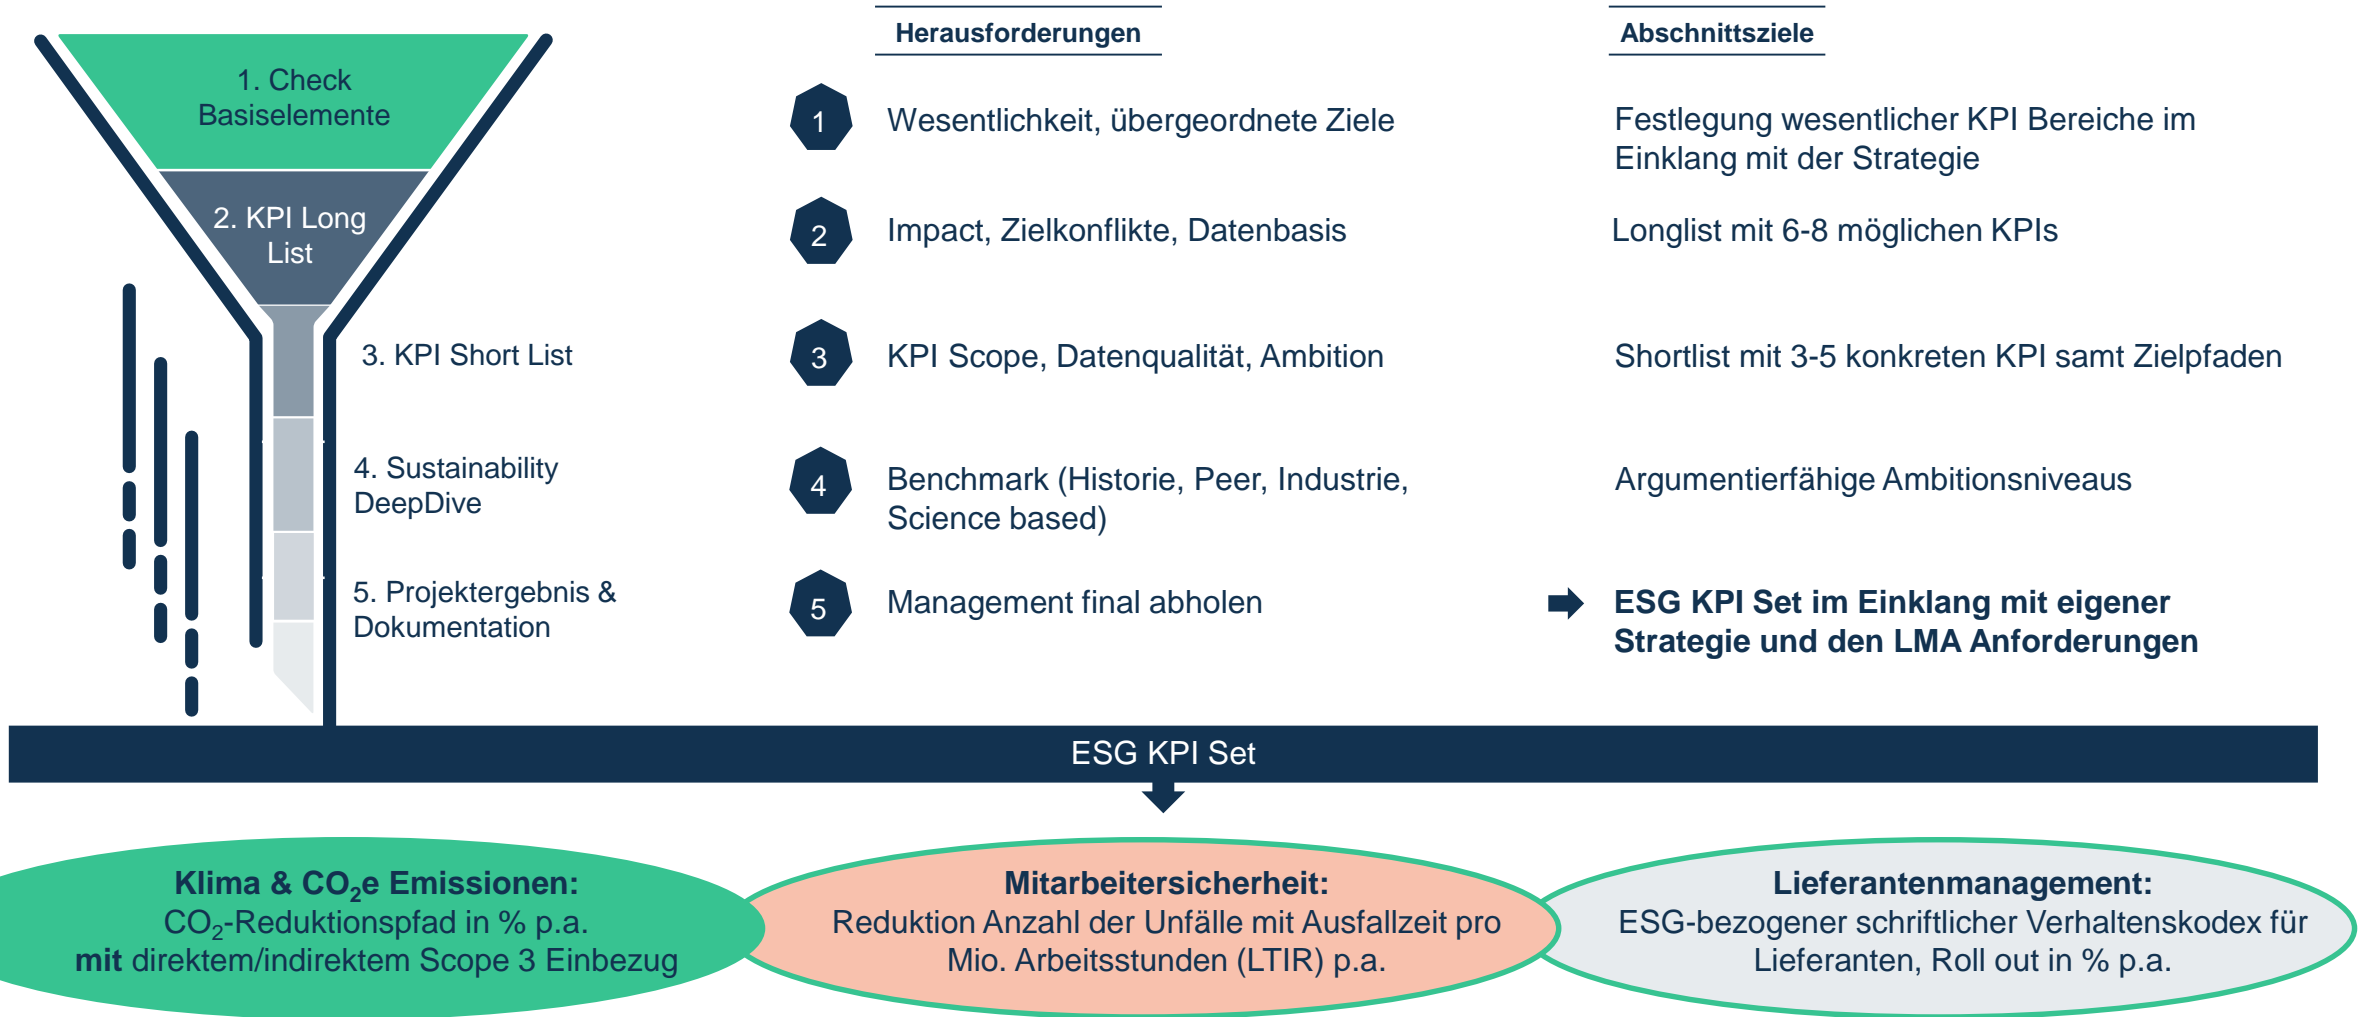 Herausforderungen
Abschnittsziele
1. Check
Basiselemente
1
Wesentlichkeit, übergeordnete Ziele
Festlegung wesentlicher KPI Bereiche im
Einklang mit der Strategie
2. KPI Long
List
2
Impact, Zielkonflikte, Datenbasis
Longlist mit 6-8 möglichen KPIs
3. KPI Short List
3
KPI Scope, Datenqualität, Ambition
Shortlist mit 3-5 konkreten KPI samt Zielpfaden
4. Sustainability
DeepDive
4
Benchmark (Historie, Peer, Industrie,
Science based)
Argumentierfähige Ambitionsniveaus
5. Projektergebnis &
Dokumentation
5
Management final abholen
ESG KPI Set im Einklang mit eigener
Strategie und den LMA Anforderungen
ESG KPI Set
Klima & CO₂e Emissionen:
CO₂-Reduktionspfad in % p.a.
mit direktem/indirektem Scope 3 Einbezug
Mitarbeitersicherheit:
Reduktion Anzahl der Unfälle mit Ausfallzeit pro
Mio. Arbeitsstunden (LTIR) p.a.
Lieferantenmanagement:
ESG-bezogener schriftlicher Verhaltenskodex für
Lieferanten, Roll out in % p.a.